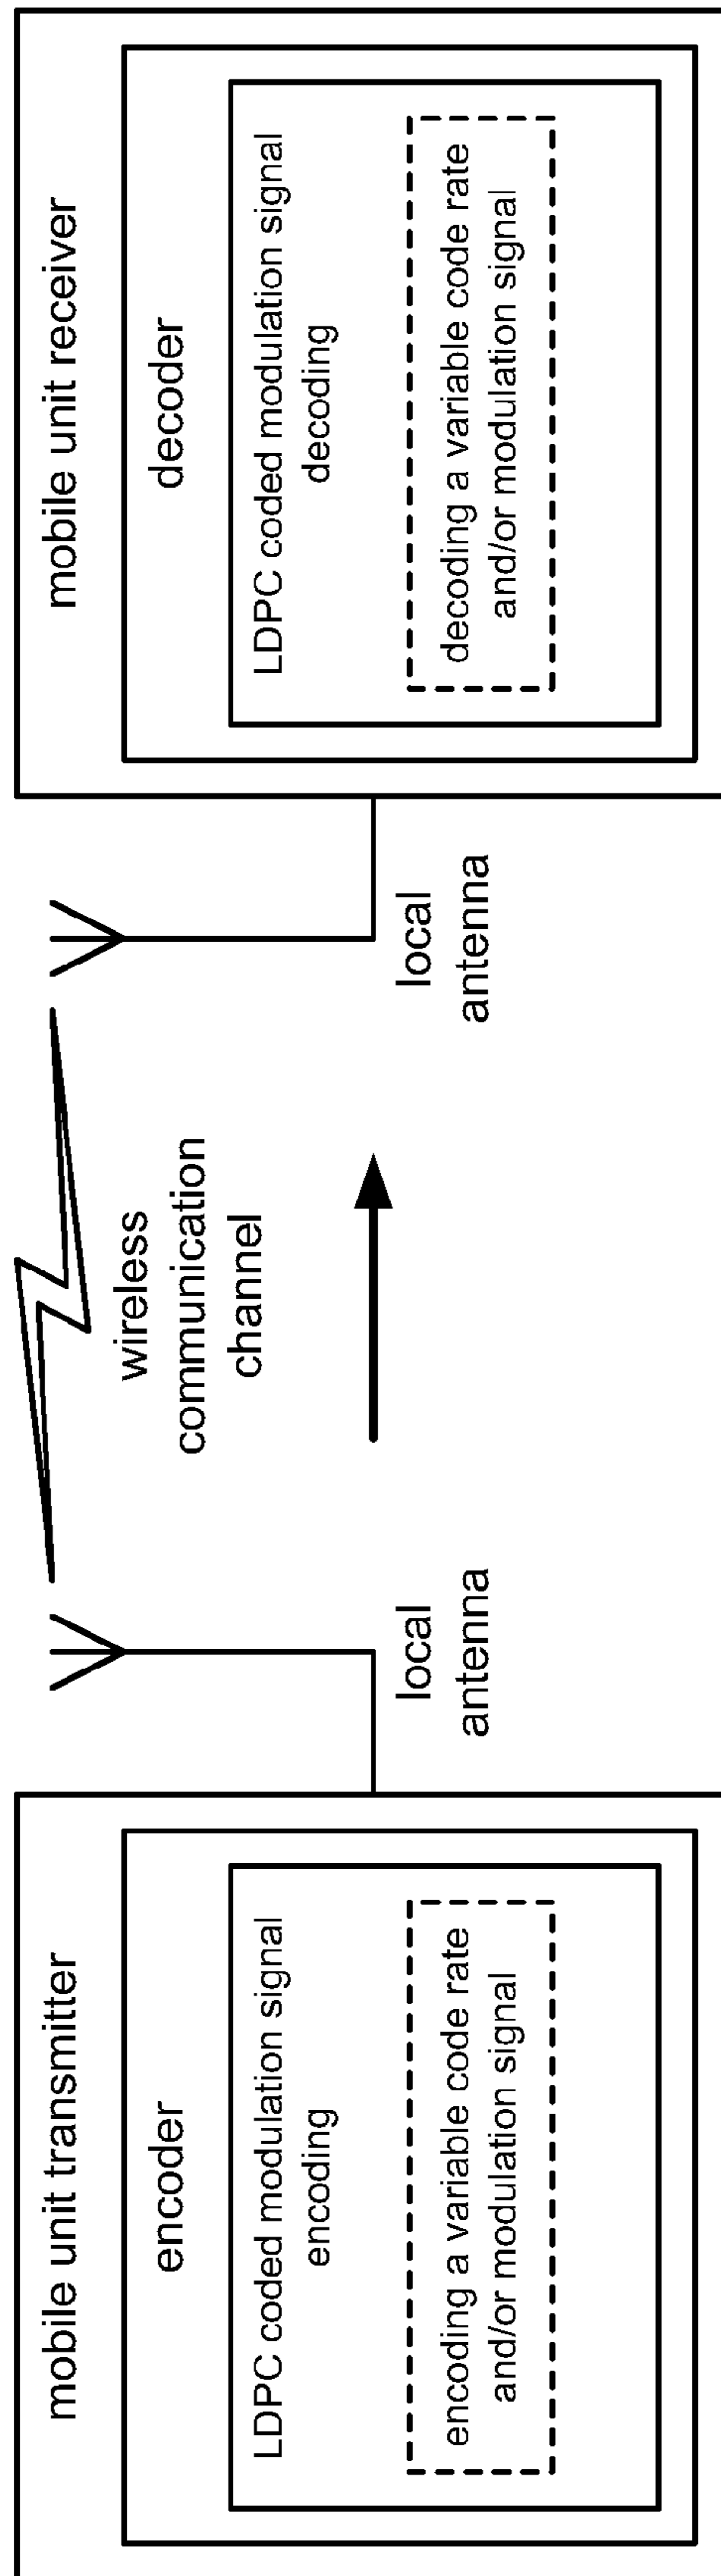 mobile unit transmitter
encoder
LDPC coded modulation signal
encoding
encoding a variable code rate
and/or modulation signal
local
antenna
wireless
communication
channel
local
antenna
mobile unit receiver
decoder
LDPC coded modulation signal
decoding
decoding a variable code rate
and/or modulation signal